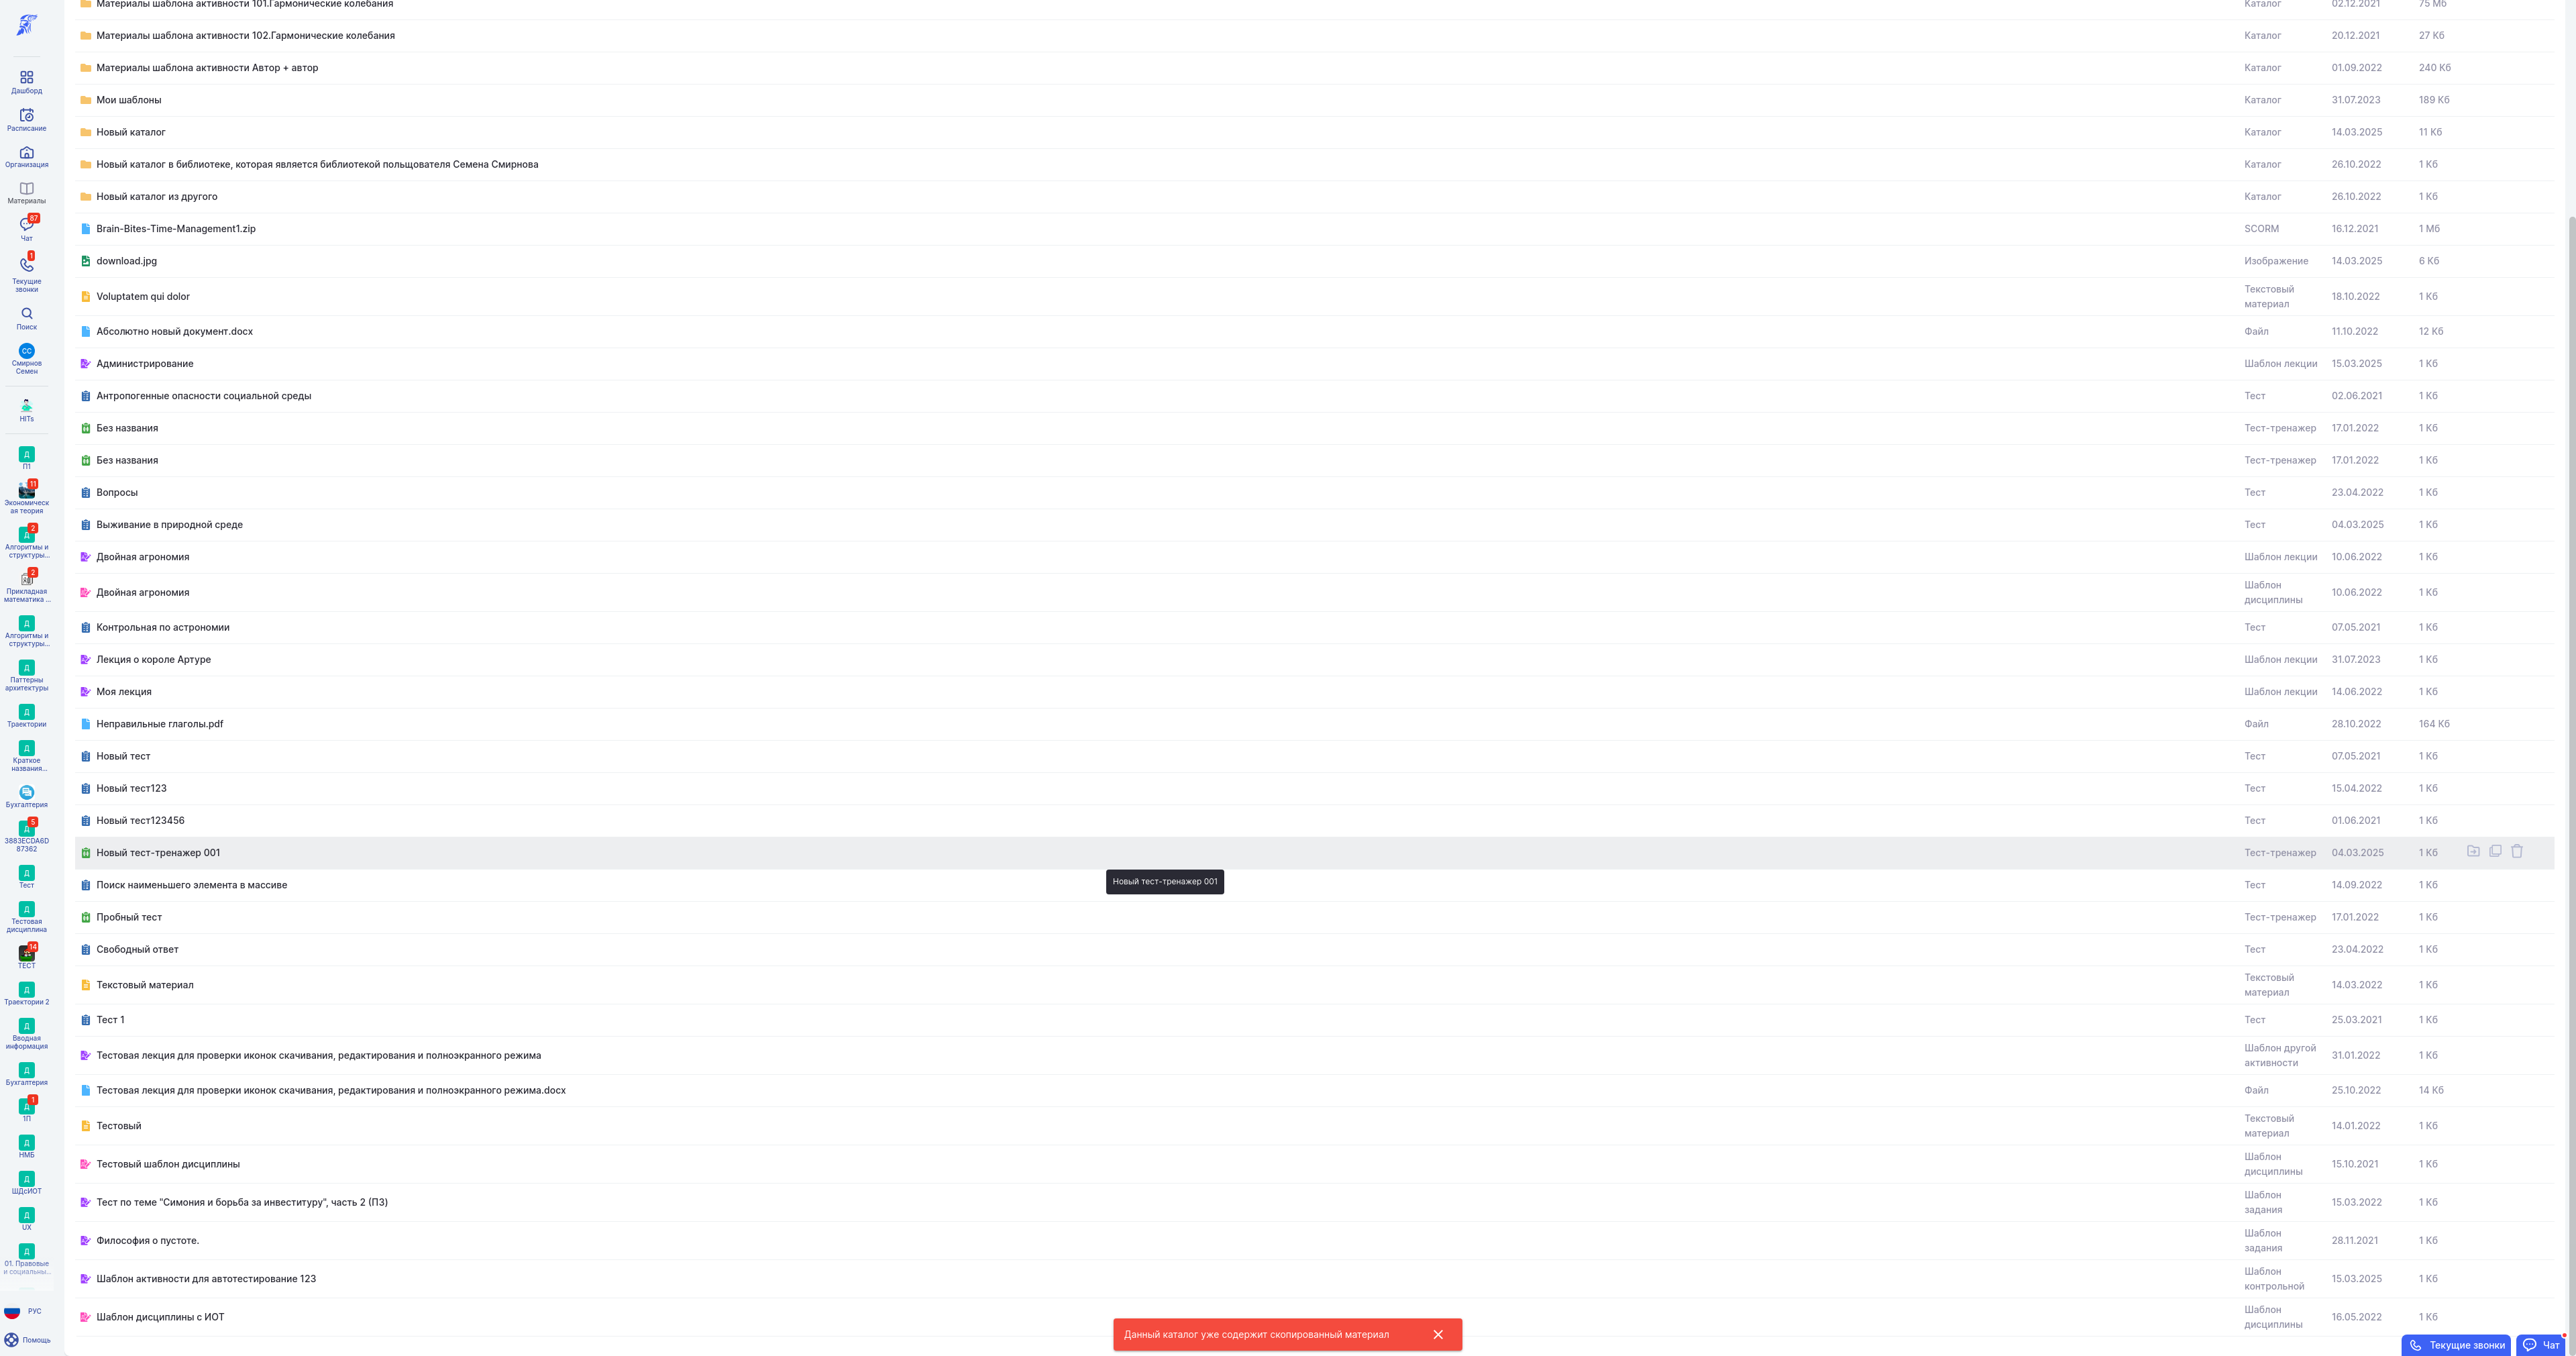 Дашборд
Расписание
Организация
Материалы
87
Чат
1
Текущие
звонки
Поиск
СС
Смирнов
Семен
HITs
Д
П1
11
Экономическ
ая теория
2
Д
Алгоритмы и
структуры...
2
Прикладная
математика ...
Д
Алгоритмы и
структуры...
Д
Паттерны
архитектуры
Д
Траектории
Д
Краткое
названия...
Бухгалтерия
5
Д
3883ECDA6D
87362
Д
Тест
Д
Тестовая
дисциплина
14
ТЕСТ
Д
Траектории 2
Д
Вводная
информация
Д
Бухгалтерия
1
Д
1П
Д
НМБ
Д
ШДсИОТ
Д
UX
Д
01. Правовые
и социальны...
РУС
Помощь
Материалы шаблона активности 101.Гармонические колебания Каталог 02.12.2021 75 Мб
Материалы шаблона активности 102.Гармонические колебания Каталог 20.12.2021 27 Кб
Материалы шаблона активности Автор + автор Каталог 01.09.2022 240 Кб
Мои шаблоны Каталог 31.07.2023 189 Кб
Новый каталог Каталог 14.03.2025 11 Кб
Новый каталог в библиотеке, которая является библиотекой польщователя Семена Смирнова Каталог 26.10.2022 1 Кб
Новый каталог из другого Каталог 26.10.2022 1 Кб
Brain-Bites-Time-Management1.zip SCORM 16.12.2021 1 Мб
download.jpg Изображение 14.03.2025 6 Кб
Voluptatem qui dolor Текстовый материал 18.10.2022 1 Кб
Абсолютно новый документ.docx Файл 11.10.2022 12 Кб
Администрирование Шаблон лекции 15.03.2025 1 Кб
Антропогенные опасности социальной среды Тест 02.06.2021 1 Кб
Без названия Тест-тренажер 17.01.2022 1 Кб
Без названия Тест-тренажер 17.01.2022 1 Кб
Вопросы Тест 23.04.2022 1 Кб
Выживание в природной среде Тест 04.03.2025 1 Кб
Двойная агрономия Шаблон лекции 10.06.2022 1 Кб
Двойная агрономия Шаблон дисциплины 10.06.2022 1 Кб
Контрольная по астрономии Тест 07.05.2021 1 Кб
Лекция о короле Артуре Шаблон лекции 31.07.2023 1 Кб
Моя лекция Шаблон лекции 14.06.2022 1 Кб
Неправильные глаголы.pdf Файл 28.10.2022 164 Кб
Новый тест Тест 07.05.2021 1 Кб
Новый тест123 Тест 15.04.2022 1 Кб
Новый тест123456 Тест 01.06.2021 1 Кб
Новый тест-тренажер 001 Тест-тренажер 04.03.2025 1 Кб
Новый тест-тренажер 001
Поиск наименьшего элемента в массиве Тест 14.09.2022 1 Кб
Пробный тест Тест-тренажер 17.01.2022 1 Кб
Свободный ответ Тест 23.04.2022 1 Кб
Текстовый материал Текстовый материал 14.03.2022 1 Кб
Тест 1 Тест 25.03.2021 1 Кб
Тестовая лекция для проверки иконок скачивания, редактирования и полноэкранного режима Шаблон другой активности 31.01.2022 1 Кб
Тестовая лекция для проверки иконок скачивания, редактирования и полноэкранного режима.docx Файл 25.10.2022 14 Кб
Тестовый Текстовый материал 14.01.2022 1 Кб
Тестовый шаблон дисциплины Шаблон дисциплины 15.10.2021 1 Кб
Тест по теме "Симония и борьба за инвеституру", часть 2 (ПЗ) Шаблон задания 15.03.2022 1 Кб
Философия о пустоте. Шаблон задания 28.11.2021 1 Кб
Шаблон активности для автотестирование 123 Шаблон контрольной 15.03.2025 1 Кб
Шаблон дисциплины с ИОТ Шаблон дисциплины 16.05.2022 1 Кб
Данный каталог уже содержит скопированный материал
Текущие звонки
Чат